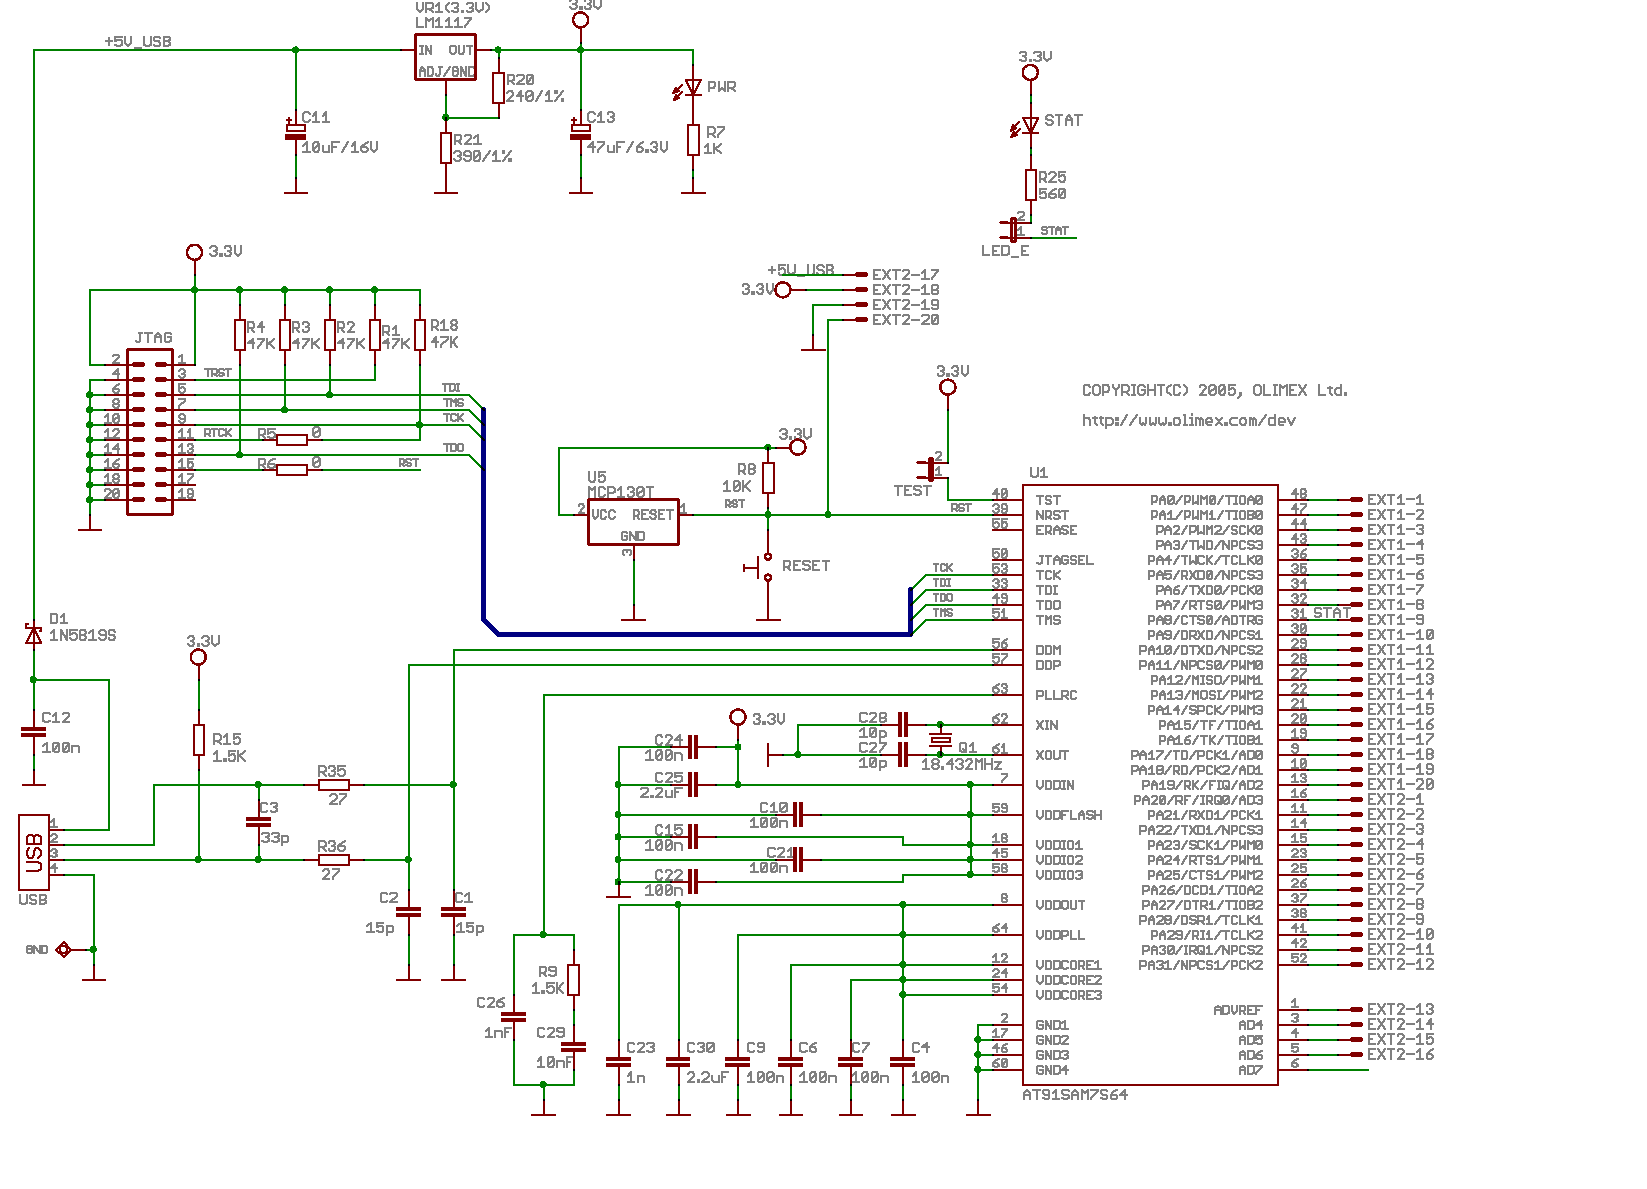 VR1(3.3V)
LM1117
3.3V
+5V_USB
IN OUT
ADJ/GND
R20
240/1%
PWR
C11
10uF/16V
R21
390/1%
C13
47uF/6.3V
R7
1K
3.3V
STAT
R25
560
2
1
STAT
LED_E
3.3V
R4
47K
R3
47K
R2
47K
R1
47K
R18
47K
JTAG
2 1
4 3 TRST
6 5 TDI
8 7 TMS
10 9 TCK
12 11 RTCK R5 0
14 13 TDO
16 15 R6 0 RST
18 17
20 19
+5V_USB EXT2-17
3.3V EXT2-18
EXT2-19
EXT2-20
3.3V
COPYRIGHT(C) 2005, OLIMEX Ltd.
http://www.olimex.com/dev
2
1
TEST
3.3V
R8
10K
RST
U5
MCP130T
2 VCC RESET 1
GND
3
RESET
RST
TCK
TDI
TDO
TMS
U1
40 TST
39 NRST
55 ERASE
50 JTAGSEL
53 TCK
33 TDI
49 TDO
51 TMS
56 DDM
57 DDP
63 PLLRC
62 XIN
61 XOUT
7 VDDIN
59 VDDFLASH
18 VDDIO1
45 VDDIO2
58 VDDIO3
8 VDDOUT
64 VDDPLL
12 VDDCORE1
24 VDDCORE2
54 VDDCORE3
2 GND1
17 GND2
46 GND3
60 GND4
PA0/PWM0/TIOA0 48 EXT1-1
PA1/PWM1/TIOB0 47 EXT1-2
PA2/PWM2/SCK0 44 EXT1-3
PA3/TWD/NPCS3 43 EXT1-4
PA4/TWCK/TCLK0 36 EXT1-5
PA5/RXD0/NPCS3 35 EXT1-6
PA6/TXD0/PCK0 34 EXT1-7
PA7/RTS0/PWM3 32 EXT1-8
PA8/CTS0/ADTRG 31 STAT EXT1-9
PA9/DRXD/NPCS1 30 EXT1-10
PA10/DTXD/NPCS2 29 EXT1-11
PA11/NPCS0/PWM0 28 EXT1-12
PA12/MISO/PWM1 27 EXT1-13
PA13/MOSI/PWM2 22 EXT1-14
PA14/SPCK/PWM3 21 EXT1-15
PA15/TF/TIOA1 20 EXT1-16
PA16/TK/TIOB1 19 EXT1-17
PA17/TD/PCK1/AD0 9 EXT1-18
PA18/RD/PCK2/AD1 10 EXT1-19
PA19/RK/FIQ/AD2 13 EXT1-20
PA20/RF/IRQ0/AD3 16 EXT2-1
PA21/RXD1/PCK1 11 EXT2-2
PA22/TXD1/NPCS3 14 EXT2-3
PA23/SCK1/PWM0 15 EXT2-4
PA24/RTS1/PWM1 23 EXT2-5
PA25/CTS1/PWM2 25 EXT2-6
PA26/DCD1/TIOA2 26 EXT2-7
PA27/DTR1/TIOB2 37 EXT2-8
PA28/DSR1/TCLK1 38 EXT2-9
PA29/RI1/TCLK2 41 EXT2-10
PA30/IRQ1/NPCS2 42 EXT2-11
PA31/NPCS1/PCK2 52 EXT2-12
ADVREF 1 EXT2-13
AD4 3 EXT2-14
AD5 4 EXT2-15
AD6 5 EXT2-16
AD7 6
AT91SAM7S64
D1
1N5819S
3.3V
C12
100n
R15
1.5K
R35
27
C3
33p
R36
27
USB
1
2
3
4
USB
GND
C2
15p
C1
15p
3.3V
C24
100n
C25
2.2uF
C28
10p
C27
10p
Q1
18.432MHz
C10
100n
C15
100n
C21
100n
C22
100n
R9
1.5K
C26
1nF
C29
10nF
C23
1n
C30
2.2uF
C9
100n
C6
100n
C7
100n
C4
100n